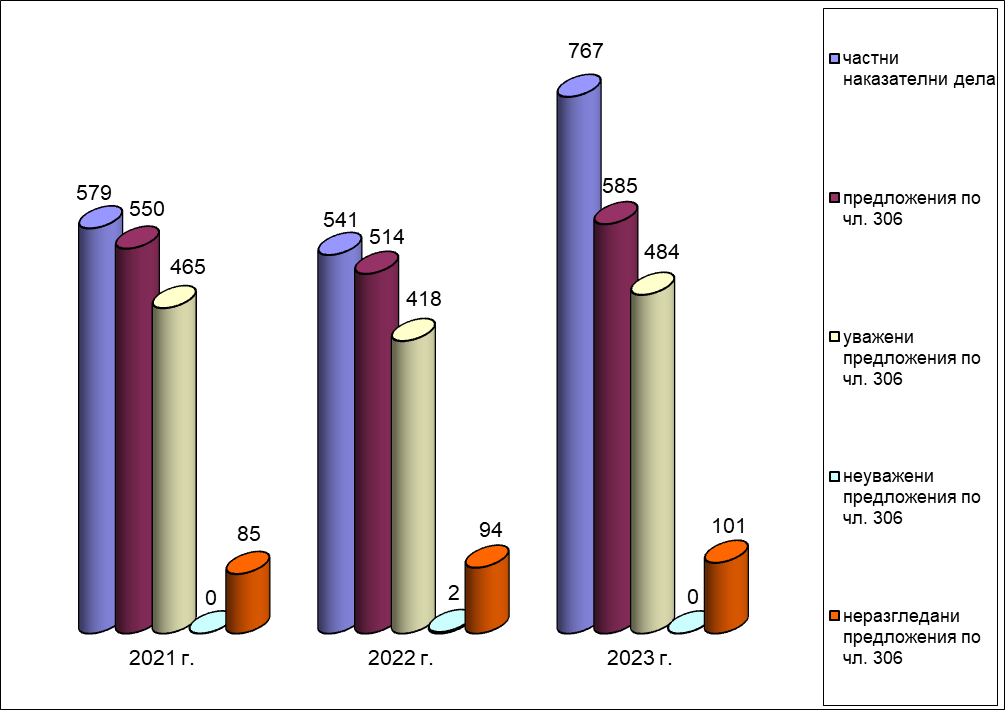 579
550
465
0
85
2021 г.
541
514
418
2
94
2022 г.
767
585
484
0
101
2023 г.
частни
наказателни дела
предложения по
чл. 306
уважени
предложения по
чл. 306
неуважени
предложения по
чл. 306
неразгледани
предложения по
чл. 306